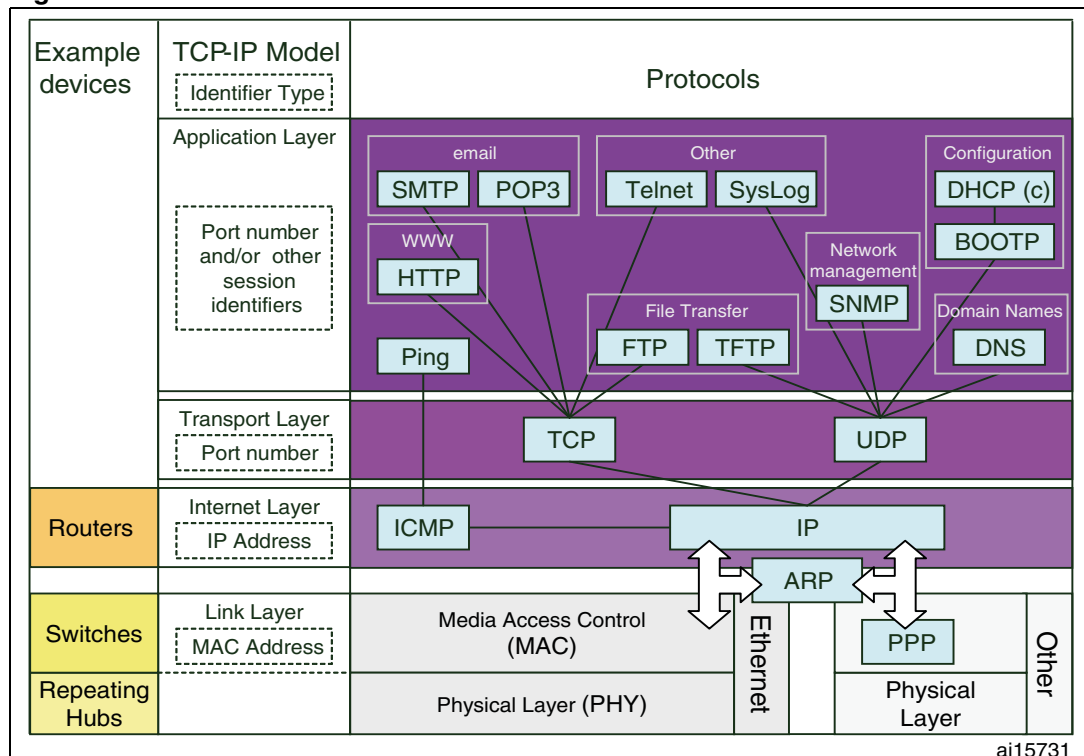 Example
devices
TCP-IP Model
Identifier Type
Protocols
Application Layer
Port number
and/or other
session
identifiers
email
SMTP
POP3
Other
Telnet
SysLog
Configuration
DHCP (c)
BOOTP
WWW
HTTP
Network
management
SNMP
File Transfer
FTP
TFTP
Domain Names
DNS
Ping
Transport Layer
Port number
TCP
UDP
Routers
Internet Layer
IP Address
ICMP
IP
ARP
Switches
Link Layer
MAC Address
Media Access Control
(MAC)
Ethernet
PPP
Other
Repeating
Hubs
Physical Layer (PHY)
Physical
Layer
ai15731